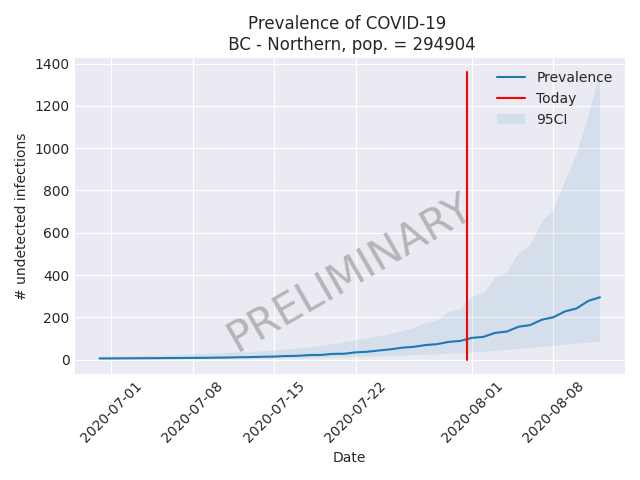 Prevalence of COVID-19
BC - Northern, pop. = 294904
1400
1200
1000
800
600
400
200
0
# undetected infections
Prevalence
Today
95CI
PRELIMINARY
2020-07-01
2020-07-08
2020-07-15
2020-07-22
2020-08-01
2020-08-08
Date